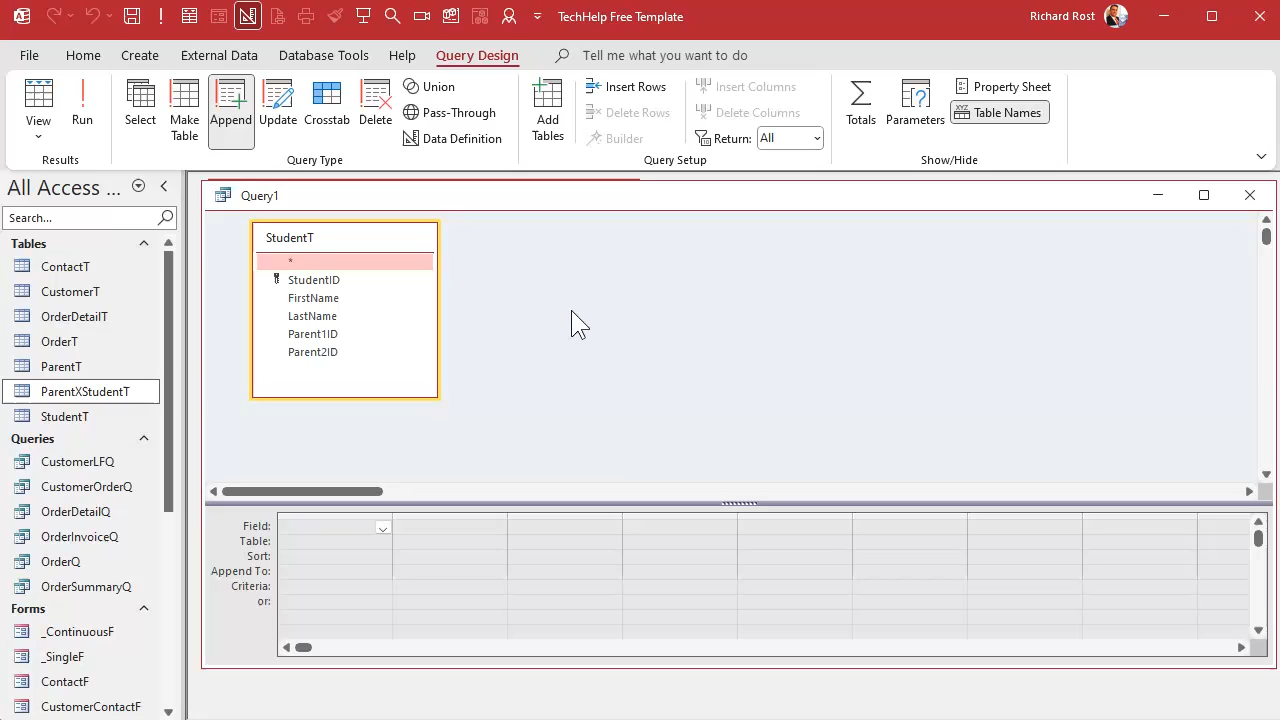 TechHelp Free Template
Richard Rost
File
Home
Create
External Data
Database Tools
Help
Query Design
Tell me what you want to do
View
Run
Select
Make Table
Append
Update
Crosstab
Delete
Union
Pass-Through
Data Definition
Add Tables
Insert Rows
Delete Rows
Builder
Insert Columns
Delete Columns
Return: All
Totals
Parameters
Property Sheet
Table Names
Results
Query Type
Query Setup
Show/Hide
All Access ...
Search...
Tables
ContactT
CustomerT
OrderDetailT
OrderT
ParentT
ParentXStudentT
StudentT
Queries
CustomerLFQ
CustomerOrderQ
OrderDetailQ
OrderInvoiceQ
OrderQ
OrderSummaryQ
Forms
_ContinuousF
_SingleF
ContactF
CustomerContactF
Query1
StudentT
*
StudentID
FirstName
LastName
Parent1ID
Parent2ID
Field:
Table:
Sort:
Append To:
Criteria:
or: